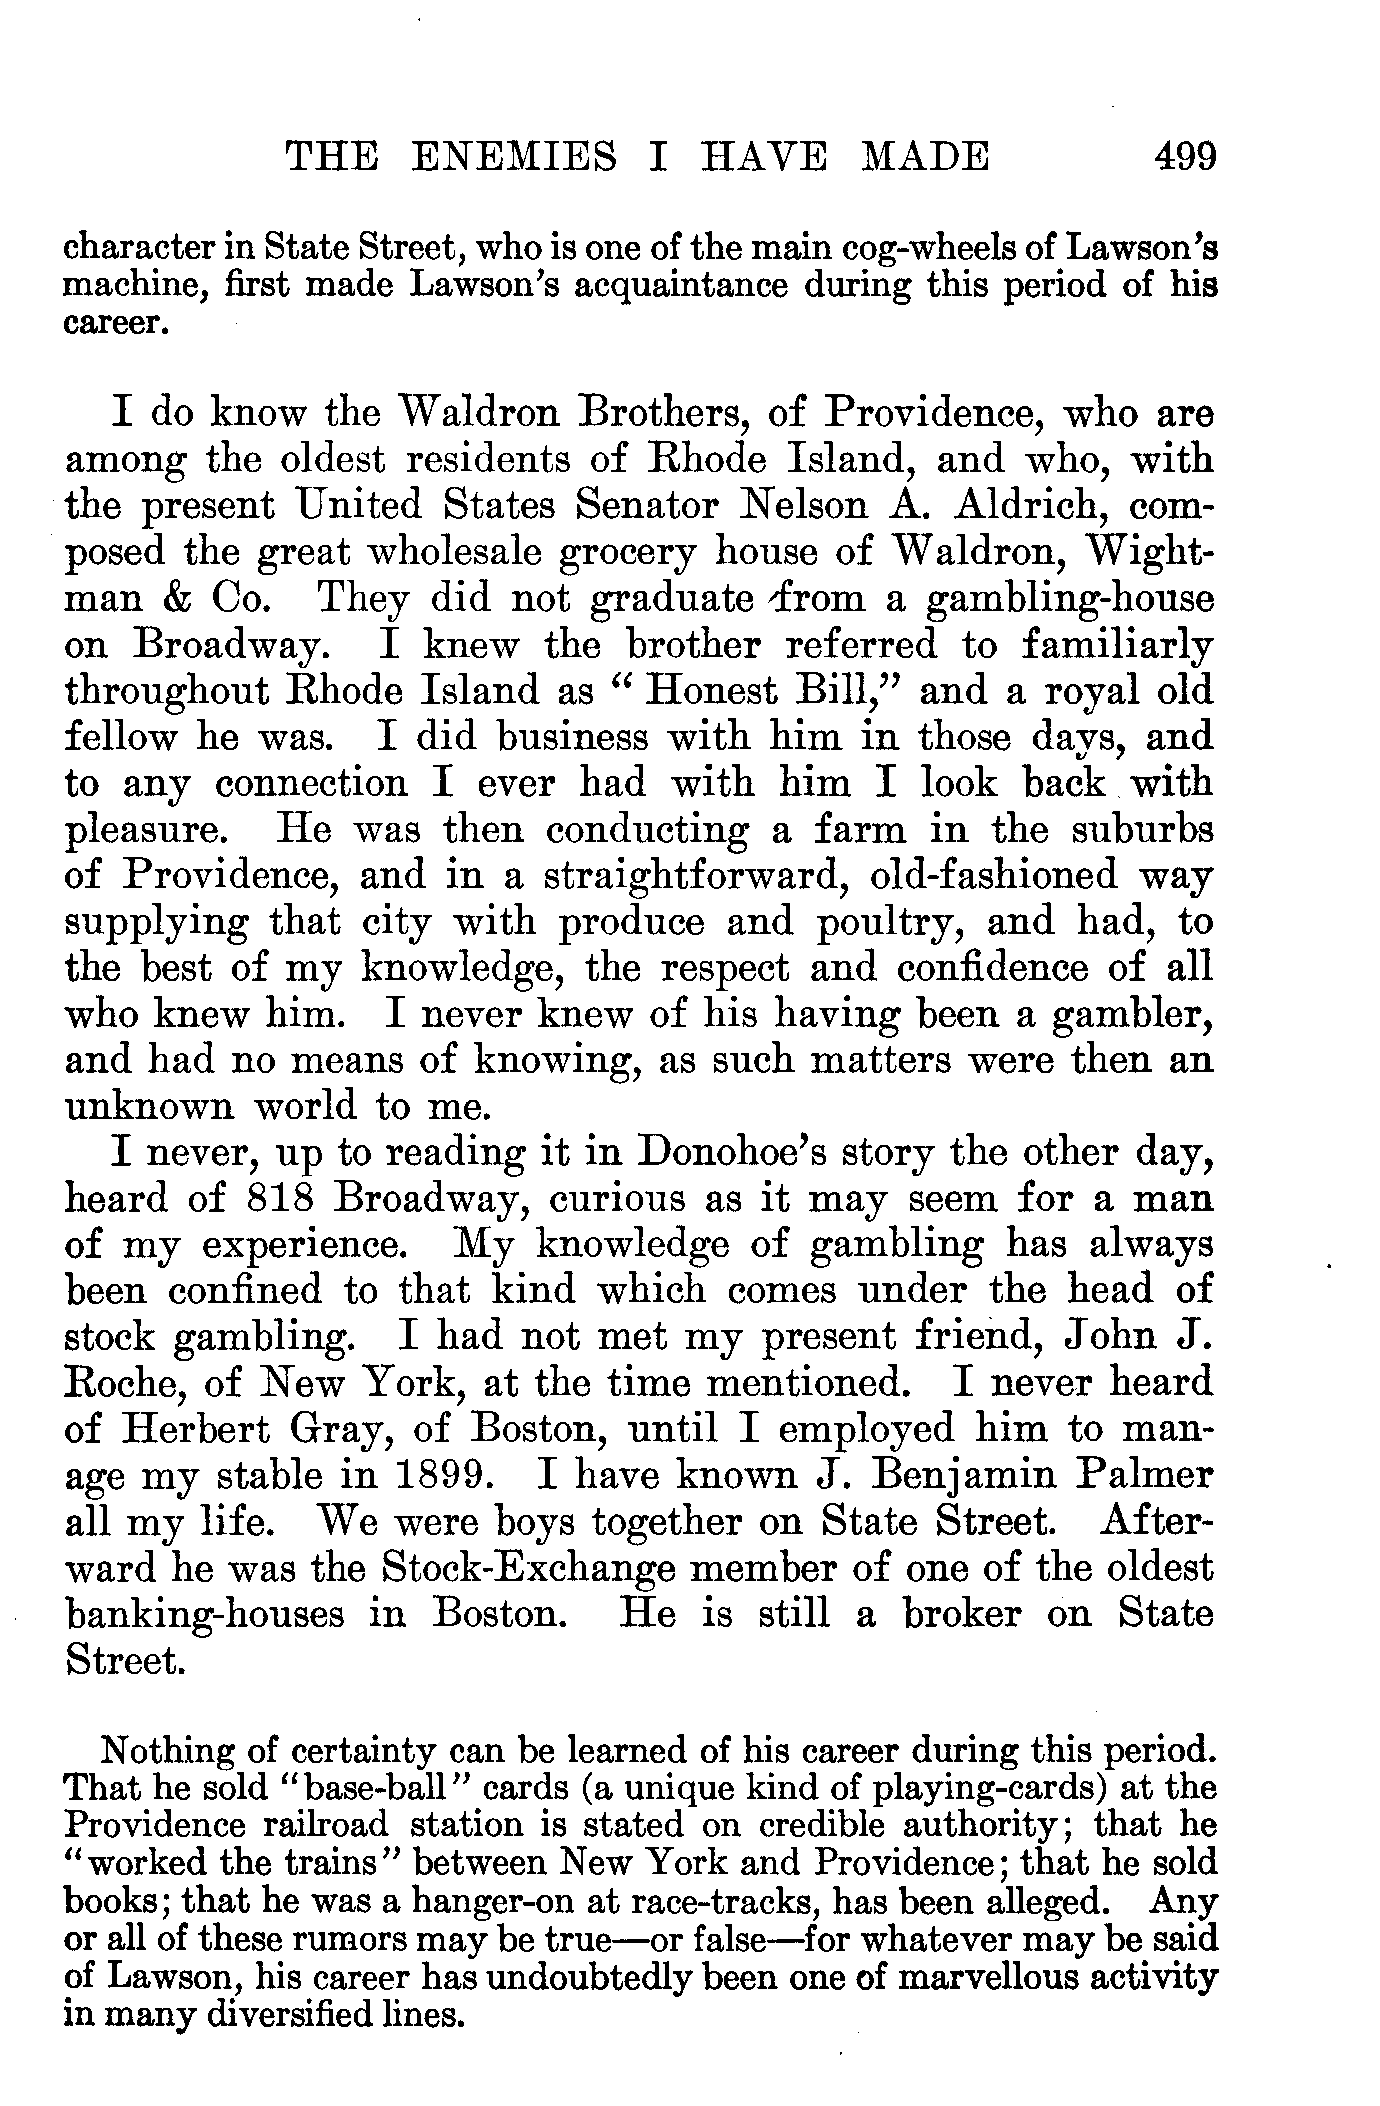 THE ENEMIES I HAVE MADE 499
character in State Street, who is one of the main cog-wheels of Lawson's
machine, first made Lawson's acquaintance during this period of his
career.
I do know the Waldron Brothers, of Providence, who are
among the oldest residents of Rhode Island, and who, with
the present United States Senator Nelson A. Aldrich, com-
posed the great wholesale grocery house of Waldron, Wight-
man & Co. They did not graduate from a gambling-house
on Broadway. I knew the brother referred to familiarly
throughout Rhode Island as " Honest Bill," and a royal old
fellow he was. I did business with him in those days, and
to any connection I ever had with him I look back with
pleasure. He was then conducting a farm in the suburbs
of Providence, and in a straightforward, old-fashioned way
supplying that city with produce and poultry, and had, to
the best of my knowledge, the respect and confidence of all
who knew him. I never knew of his having been a gambler,
and had no means of knowing, as such matters were then an
unknown world to me.
I never, up to reading it in Donohoe's story the other day,
heard of 818 Broadway, curious as it may seem for a man
of my experience. My knowledge of gambling has always
been confined to that kind which comes under the head of
stock gambling. I had not met my present friend, John J.
Roche, of New York, at the time mentioned. I never heard
of Herbert Gray, of Boston, until I employed him to man-
age my stable in 1899. I have known J. Benjamin Palmer
all my life. We were boys together on State Street. After-
ward he was the Stock-Exchange member of one of the oldest
banking-houses in Boston. He is still a broker on State
Street.
Nothing of certainty can be learned of his career during this period.
That he sold "base-ball" cards (a unique kind of playing-cards) at the
Providence railroad station is stated on credible authority; that he
"worked the trains" between New York and Providence; that he sold
books; that he was a hanger-on at race-tracks, has been alleged. Any
or all of these rumors may be true—or false—for whatever may be said
of Lawson, his career has undoubtedly been one of marvellous activity
in many diversified lines.